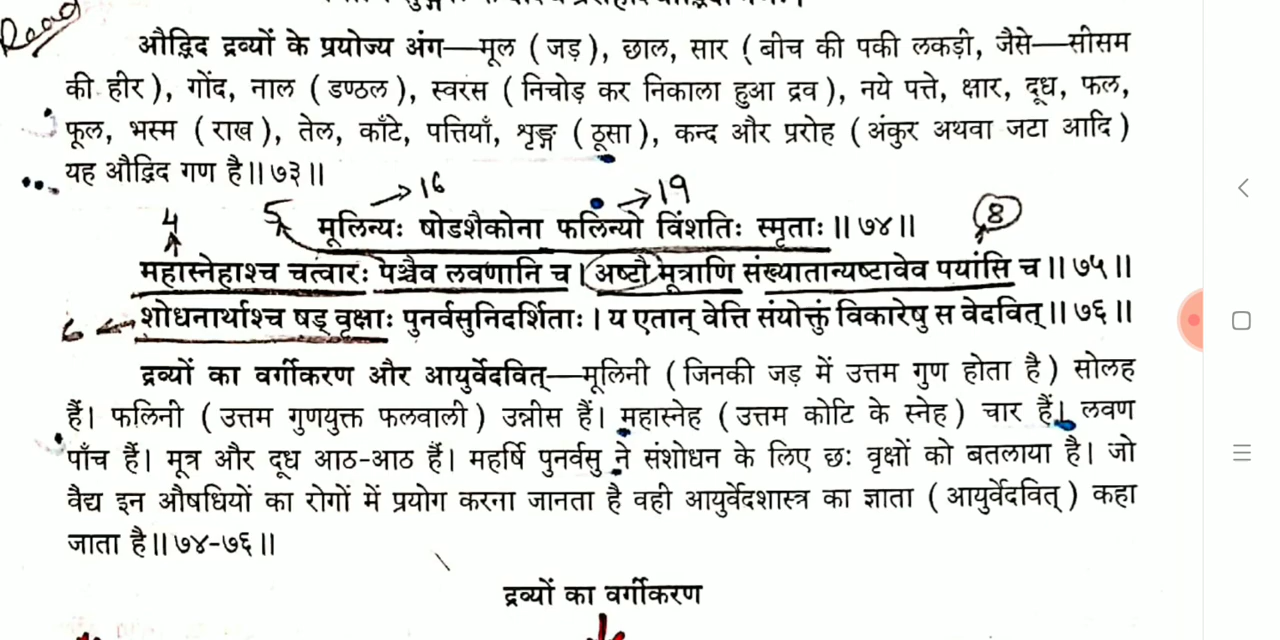 Read
औद्भिद द्रव्यों के प्रयोज्य अंग—मूल ( जड़ ), छाल, सार ( बीच की पकी लकड़ी, जैसे—सीसम
की हीर ), गोंद, नाल ( डण्ठल ), स्वरस ( निचोड़ कर निकाला हुआ द्रव ), नये पत्ते, क्षार, दूध, फल,
फूल, भस्म ( राख ), तेल, काँटे, पत्तियाँ, शृङ्ग ( ठूसा ), कन्द और प्ररोह ( अंकुर अथवा जटा आदि )
यह औद्भिद गण है॥ ७३॥
16 19
4 5 8
मूलिन्यः षोडशैकोना फलिन्यो विंशतिः स्मृताः॥ ७४॥
महास्नेहाश्च चत्वारः पञ्चैव लवणानि च। अष्टौ मूत्राणि संख्यातान्यष्टावेव पयांसि च॥ ७५॥
6 शोधनार्थाश्च षड् वृक्षाः पुनर्वसुनिदर्शिताः। य एतान् वेत्ति संयोक्तुं विकारेषु स वेदवित्॥ ७६॥
द्रव्यों का वर्गीकरण और आयुर्वेदवित्—मूलिनी ( जिनकी जड़ में उत्तम गुण होता है ) सोलह
हैं। फलिनी ( उत्तम गुणयुक्त फलवाली ) उन्नीस हैं। महास्नेह ( उत्तम कोटि के स्नेह ) चार हैं। लवण
पाँच हैं। मूत्र और दूध आठ-आठ हैं। महर्षि पुनर्वसु ने संशोधन के लिए छः वृक्षों को बतलाया है। जो
वैद्य इन औषधियों का रोगों में प्रयोग करना जानता है वही आयुर्वेदशास्त्र का ज्ञाता ( आयुर्वेदवित् ) कहा
जाता है॥ ७४-७६॥
द्रव्यों का वर्गीकरण